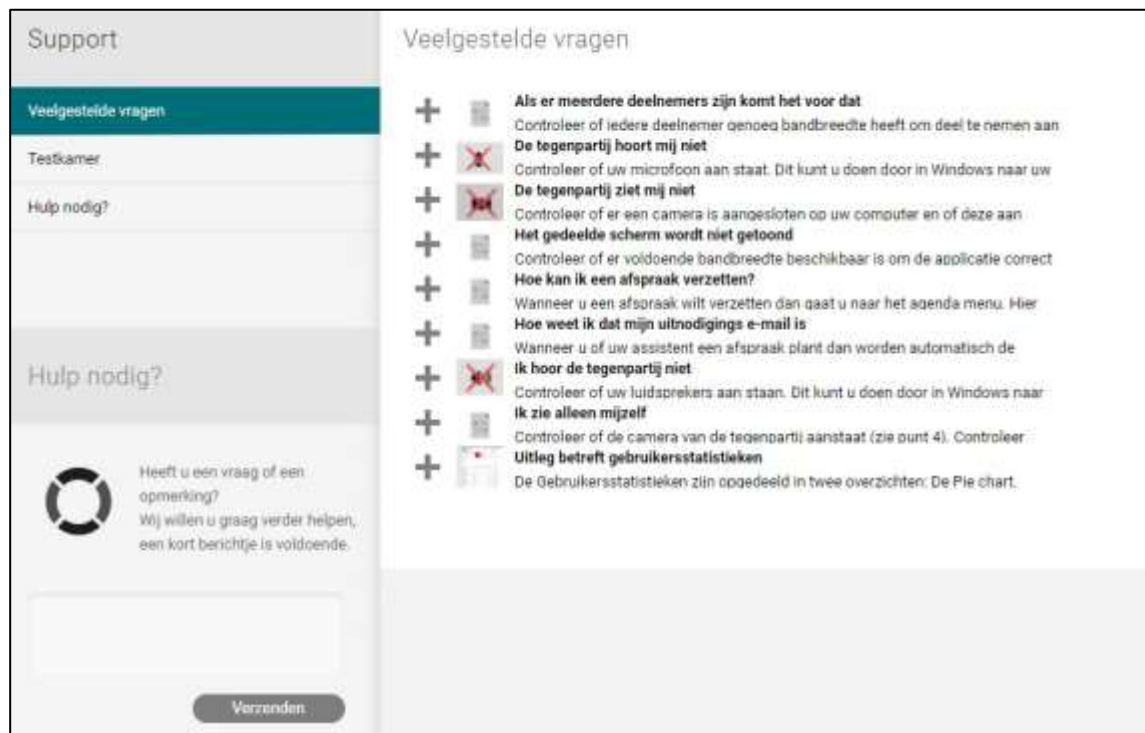 Support
Veelgestelde vragen
Testkamer
Hulp nodig?
Hulp nodig?
Heeft u een vraag of een
opmerking?
Wij willen u graag verder helpen,
een kort berichtje is voldoende.
Verzenden
Veelgestelde vragen
Als er meerdere deelnemers zijn komt het voor dat
Controleer of iedere deelnemer genoeg bandbreedte heeft om deel te nemen aan
De tegenpartij hoort mij niet
Controleer of uw microfoon aan staat. Dit kunt u doen door in Windows naar uw
De tegenpartij ziet mij niet
Controleer of er een camera is aangesloten op uw computer en of deze aan
Het gedeelde scherm wordt niet getoond
Controleer of er voldoende bandbreedte beschikbaar is om de applicatie correct
Hoe kan ik een afspraak verzetten?
Wanneer u een afspraak wilt verzetten dan gaat u naar het agenda menu. Hier
Hoe weet ik dat mijn uitnodigings e-mail is
Wanneer u of uw assistent een afspraak plant dan worden automatisch de
Ik hoor de tegenpartij niet
Controleer of uw luidsprekers aan staan. Dit kunt u doen door in Windows naar
Ik zie alleen mijzelf
Controleer of de camera van de tegenpartij aanstaat (zie punt 4). Controleer
Uitleg betreft gebruikersstatistieken
De Gebruikersstatistieken zijn opgedeeld in twee overzichten: De Pie chart.